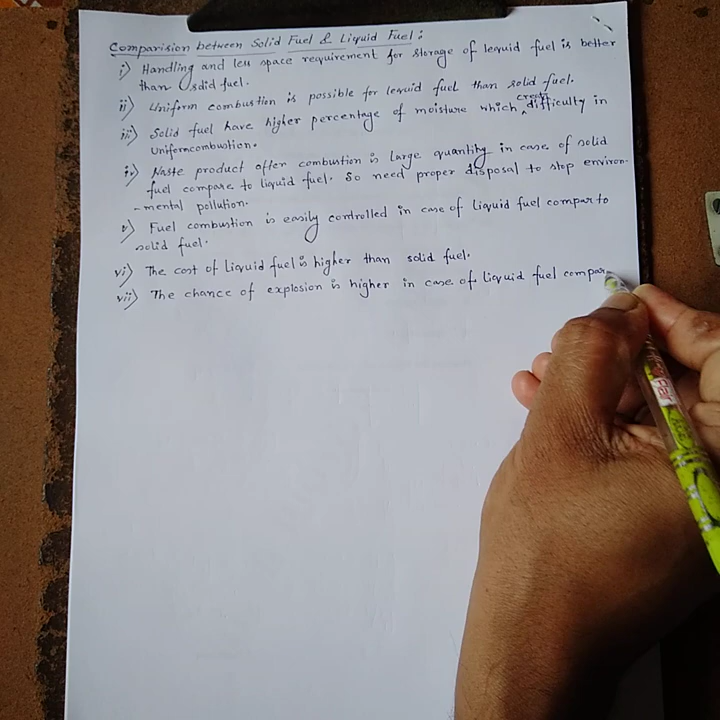 Comparision between Solid Fuel & Liquid Fuel :
i) Handling and less space requirement for storage of lequid fuel is better
than solid fuel.
ii) Uniform combustion is possible for lequid fuel than solid fuel.
iii) Solid fuel have higher percentage of moisture which create difficulty in
Uniformcombustion.
iv) Waste product after combustion is large quantity in case of solid
fuel compare to liquid fuel. So need proper disposal to stop environ-
-mental pollution.
v) Fuel combustion is easily controlled in case of liquid fuel compar to
solid fuel.
vi) The cost of liquid fuel is higher than solid fuel.
vii) The chance of explosion is higher in case of liquid fuel compar